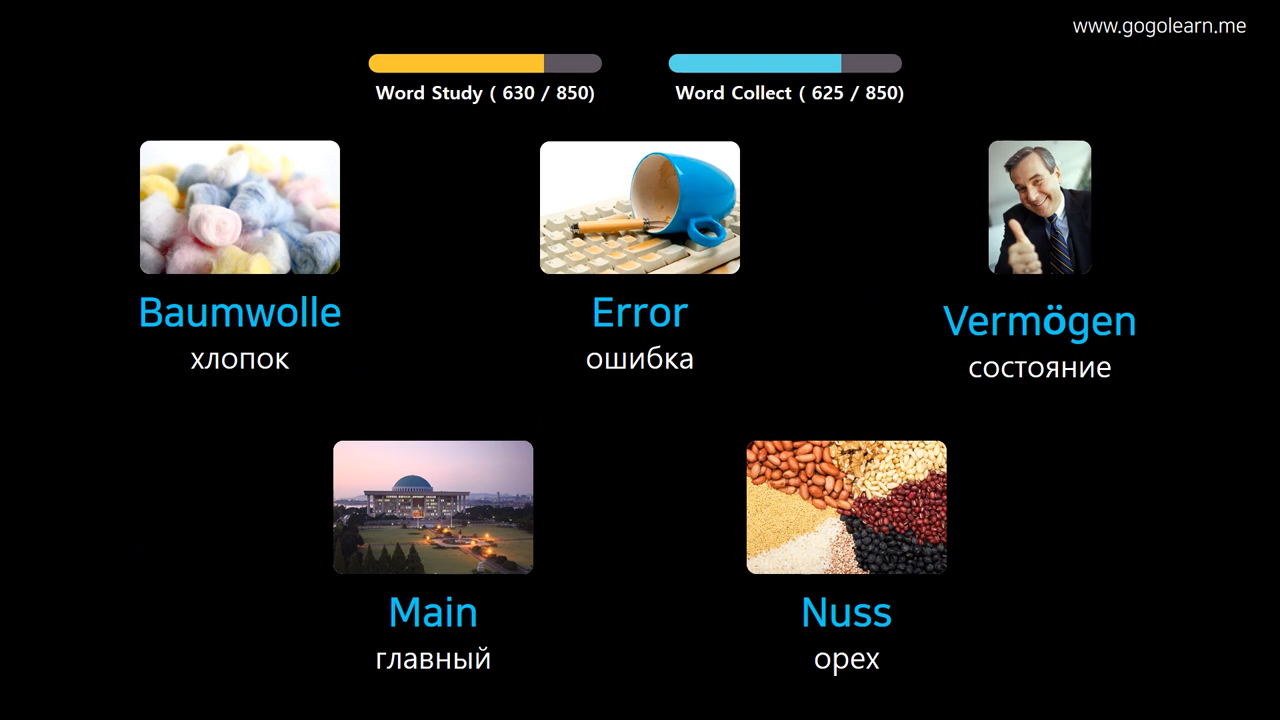 www.gogolearn.me
Word Study ( 630 / 850)
Word Collect ( 625 / 850)
Baumwolle
хлопок
Error
ошибка
Vermögen
состояние
Main
главный
Nuss
орех